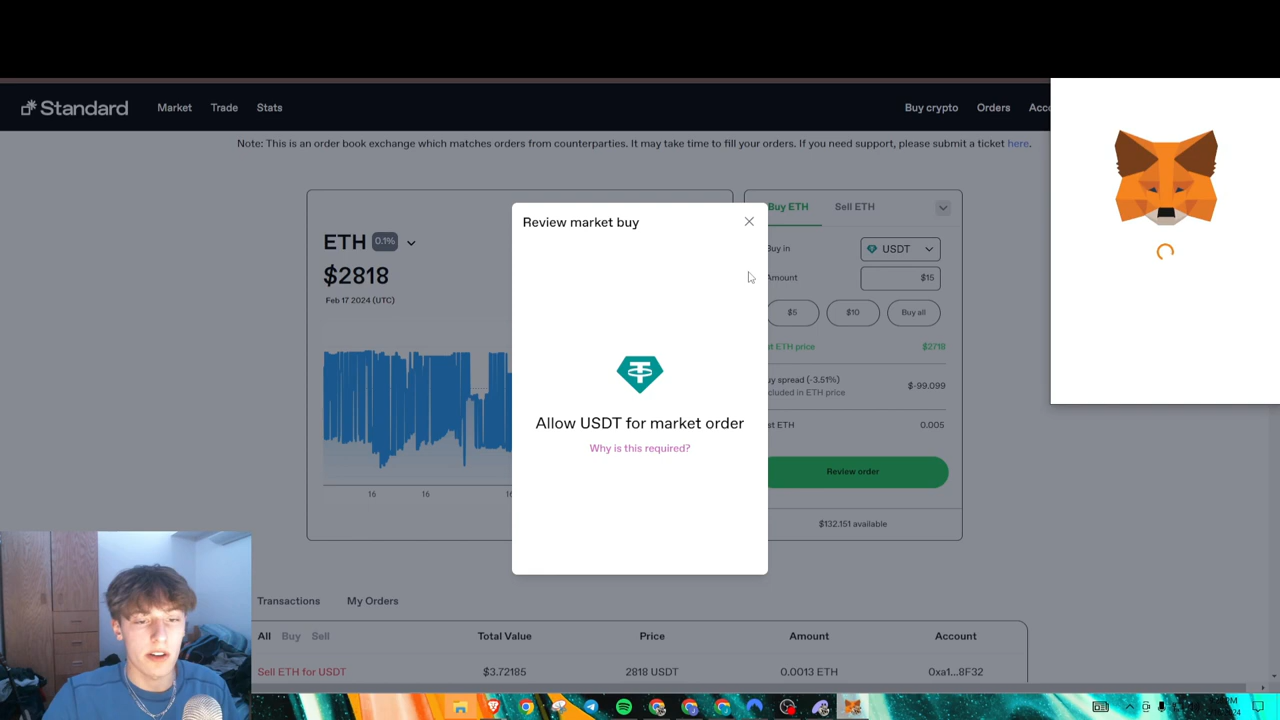 Standard
Market Trade Stats
Buy crypto Orders
Note: This is an order book exchange which matches orders from counterparties. It may take time to fill your orders. If you need support, please submit a ticket here.
ETH 0.1%
$2818
Feb 17 2024 (UTC)
16 16
Review market buy
Allow USDT for market order
Why is this required?
Buy ETH Sell ETH
USDT
$15
$5 $10 Buy all
ETH price $2718
spread (-3.51%) $-99.099
in ETH price
ETH 0.005
Review order
$132.151 available
Transactions My Orders
All Buy Sell Total Value Price Amount Account
Sell ETH for USDT $3.72185 2818 USDT 0.0013 ETH 0xa1...8F32